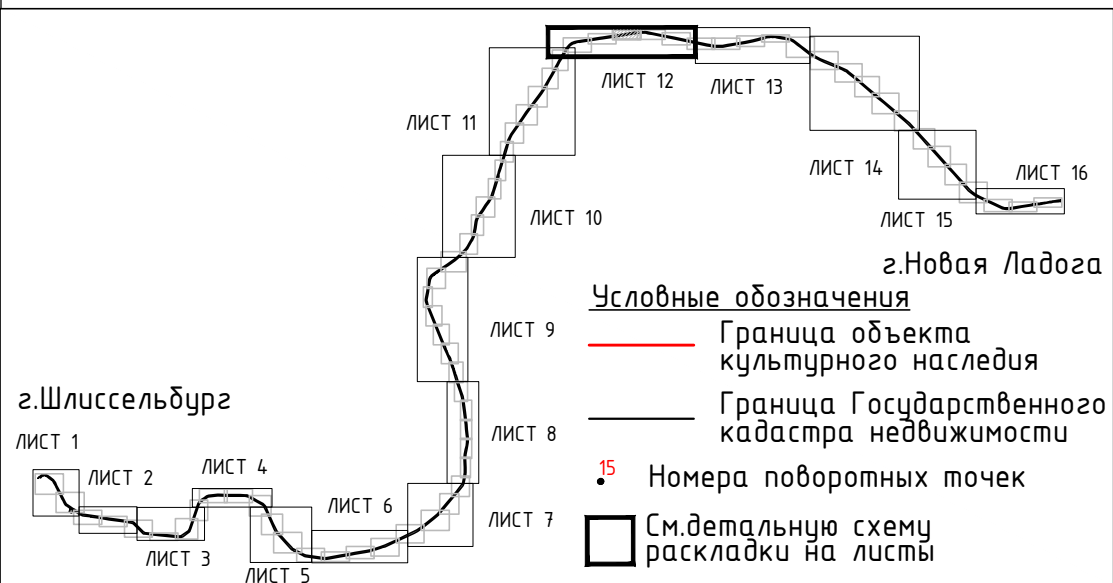 ЛИСТ 12
ЛИСТ 13
ЛИСТ 11
ЛИСТ 14
ЛИСТ 16
ЛИСТ 10
ЛИСТ 15
г.Новая Ладога
Условные обозначения
ЛИСТ 9
Граница объекта
культурного наследия
г.Шлиссельбург
Граница Государственного
кадастра недвижимости
ЛИСТ 1
ЛИСТ 8
ЛИСТ 2
ЛИСТ 4
15
Номера поворотных точек
ЛИСТ 6
ЛИСТ 7
См.детальную схему
раскладки на листы
ЛИСТ 3
ЛИСТ 5